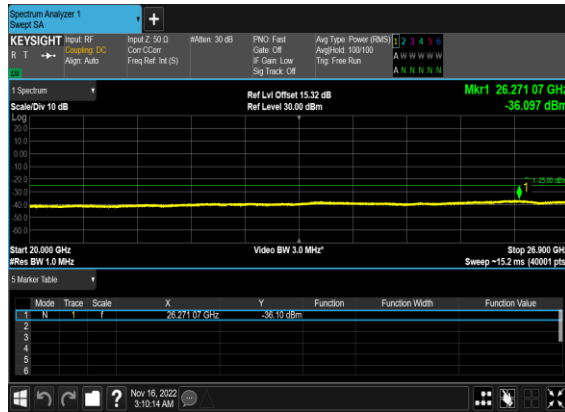 Spectrum Analyzer 1
Swept SA
+
KEYSIGHT Input: RF Input Z: 50 Ω #Atten: 30 dB PNO: Fast Avg Type: Power (RMS) 1 2 3 4 5 6
R T Coupling: DC Corr CCorr Gate: Off Avg|Hold: 100/100 A W W W W W
Align: Auto Freq Ref: Int (S) IF Gain: Low Trig: Free Run
Sig Track: Off A N N N N N
LW
1 Spectrum Ref Lvl Offset 15.32 dB Mkr1 26.271 07 GHz
Scale/Div 10 dB Ref Level 30.00 dBm -36.097 dBm
Log
20.0
10.0
0.00
-10.0
-20.0
-25.00 dBm
-30.0
1
-40.0
-50.0
-60.0
Start 20.000 GHz Video BW 3.0 MHz* Stop 26.900 GHz
#Res BW 1.0 MHz Sweep ~15.2 ms (40001 pts)
5 Marker Table
Mode Trace Scale X Y Function Function Width Function Value
1 N 1 f 26.271 07 GHz -36.10 dBm
2
3
4
5
6
? Nov 16, 2022
3:10:14 AM